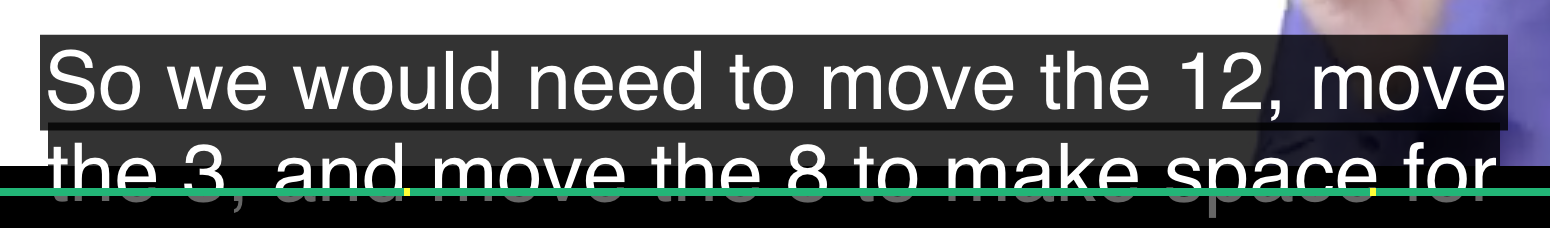 So we would need to move the 12, move
the 3, and move the 8 to make space for